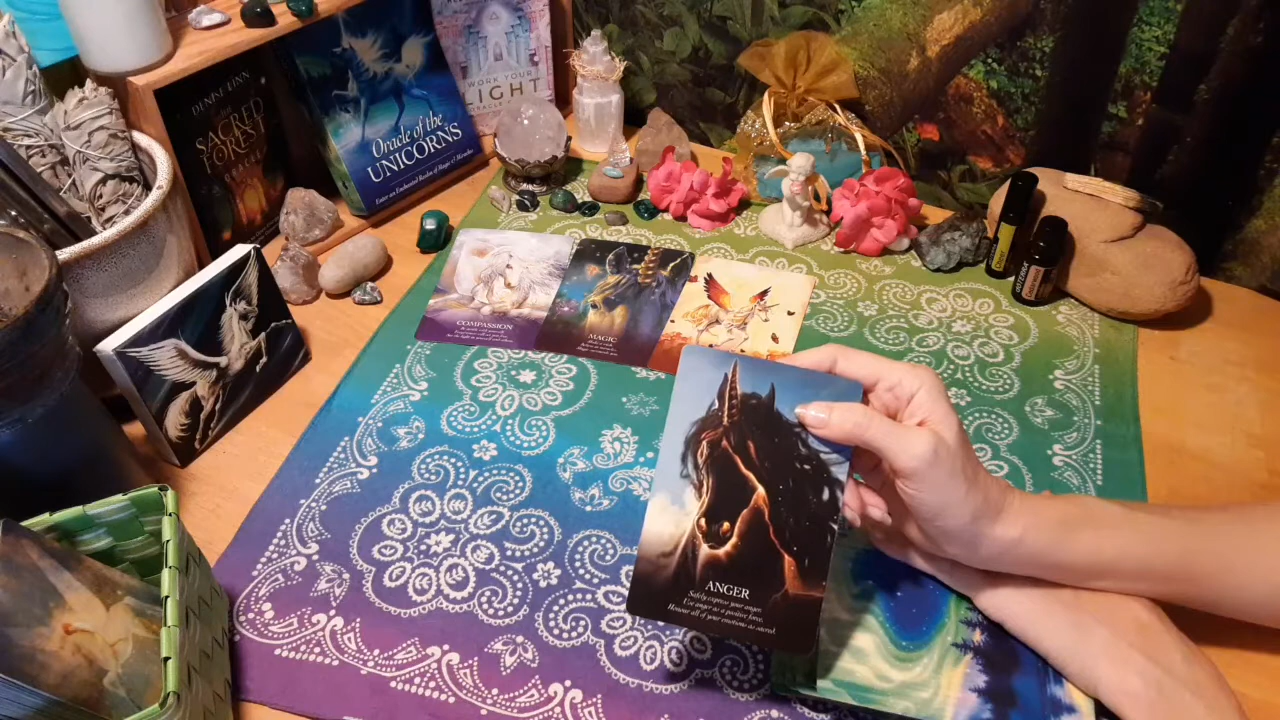 DENISE LINN
THE
SACRED
FOREST
ORACLE
Oracle of the
UNICORNS
Enter an Enchanted Realm of Magic & Miracles
WORK YOUR
LIGHT
ORACLE
COMPASSION
MAGIC
dōTERRA
ANGER
Safely express your anger.
Use anger as a positive force.
Honour all of your emotions as sacred.